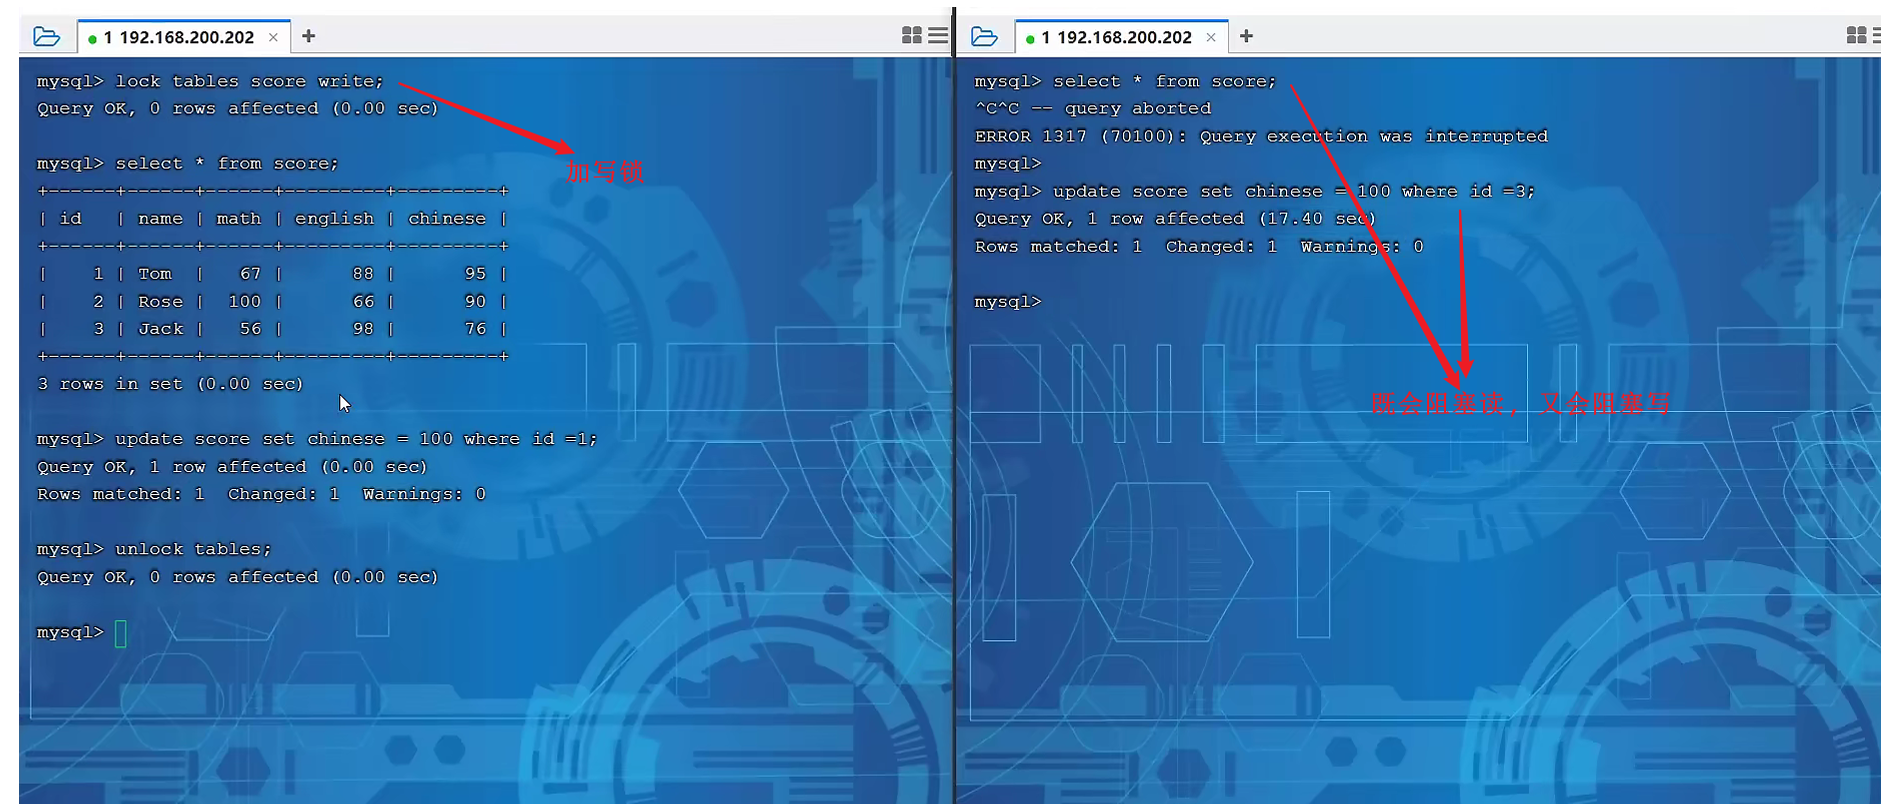 1 192.168.200.202
mysql> lock tables score write;
Query OK, 0 rows affected (0.00 sec)
加写锁
mysql> select * from score;
+------+------+------+---------+---------+
| id | name | math | english | chinese |
+------+------+------+---------+---------+
| 1 | Tom | 67 | 88 | 95 |
| 2 | Rose | 100 | 66 | 90 |
| 3 | Jack | 56 | 98 | 76 |
+------+------+------+---------+---------+
3 rows in set (0.00 sec)
mysql> update score set chinese = 100 where id =1;
Query OK, 1 row affected (0.00 sec)
Rows matched: 1 Changed: 1 Warnings: 0
mysql> unlock tables;
Query OK, 0 rows affected (0.00 sec)
mysql>
1 192.168.200.202
mysql> select * from score;
^C^C -- query aborted
ERROR 1317 (70100): Query execution was interrupted
mysql>
mysql> update score set chinese = 100 where id =3;
Query OK, 1 row affected (17.40 sec)
Rows matched: 1 Changed: 1 Warnings: 0
mysql>
既会阻塞读，又会阻塞写